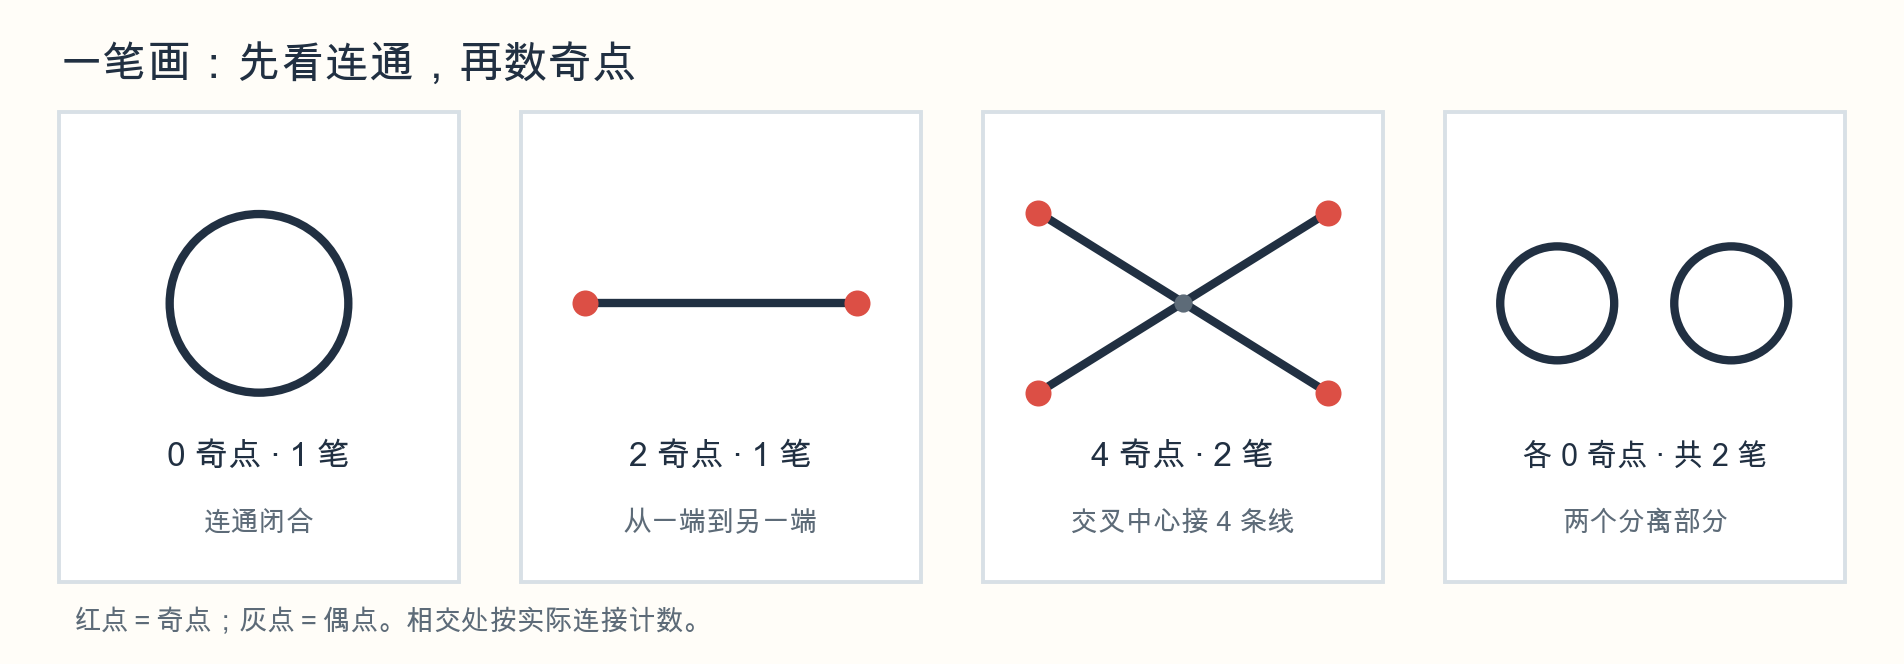 一笔画：先看连通，再数奇点
0 奇点 · 1 笔
连通闭合
2 奇点 · 1 笔
从一端到另一端
4 奇点 · 2 笔
交叉中心接 4 条线
各 0 奇点 · 共 2 笔
两个分离部分
红点 = 奇点；灰点 = 偶点。相交处按实际连接计数。